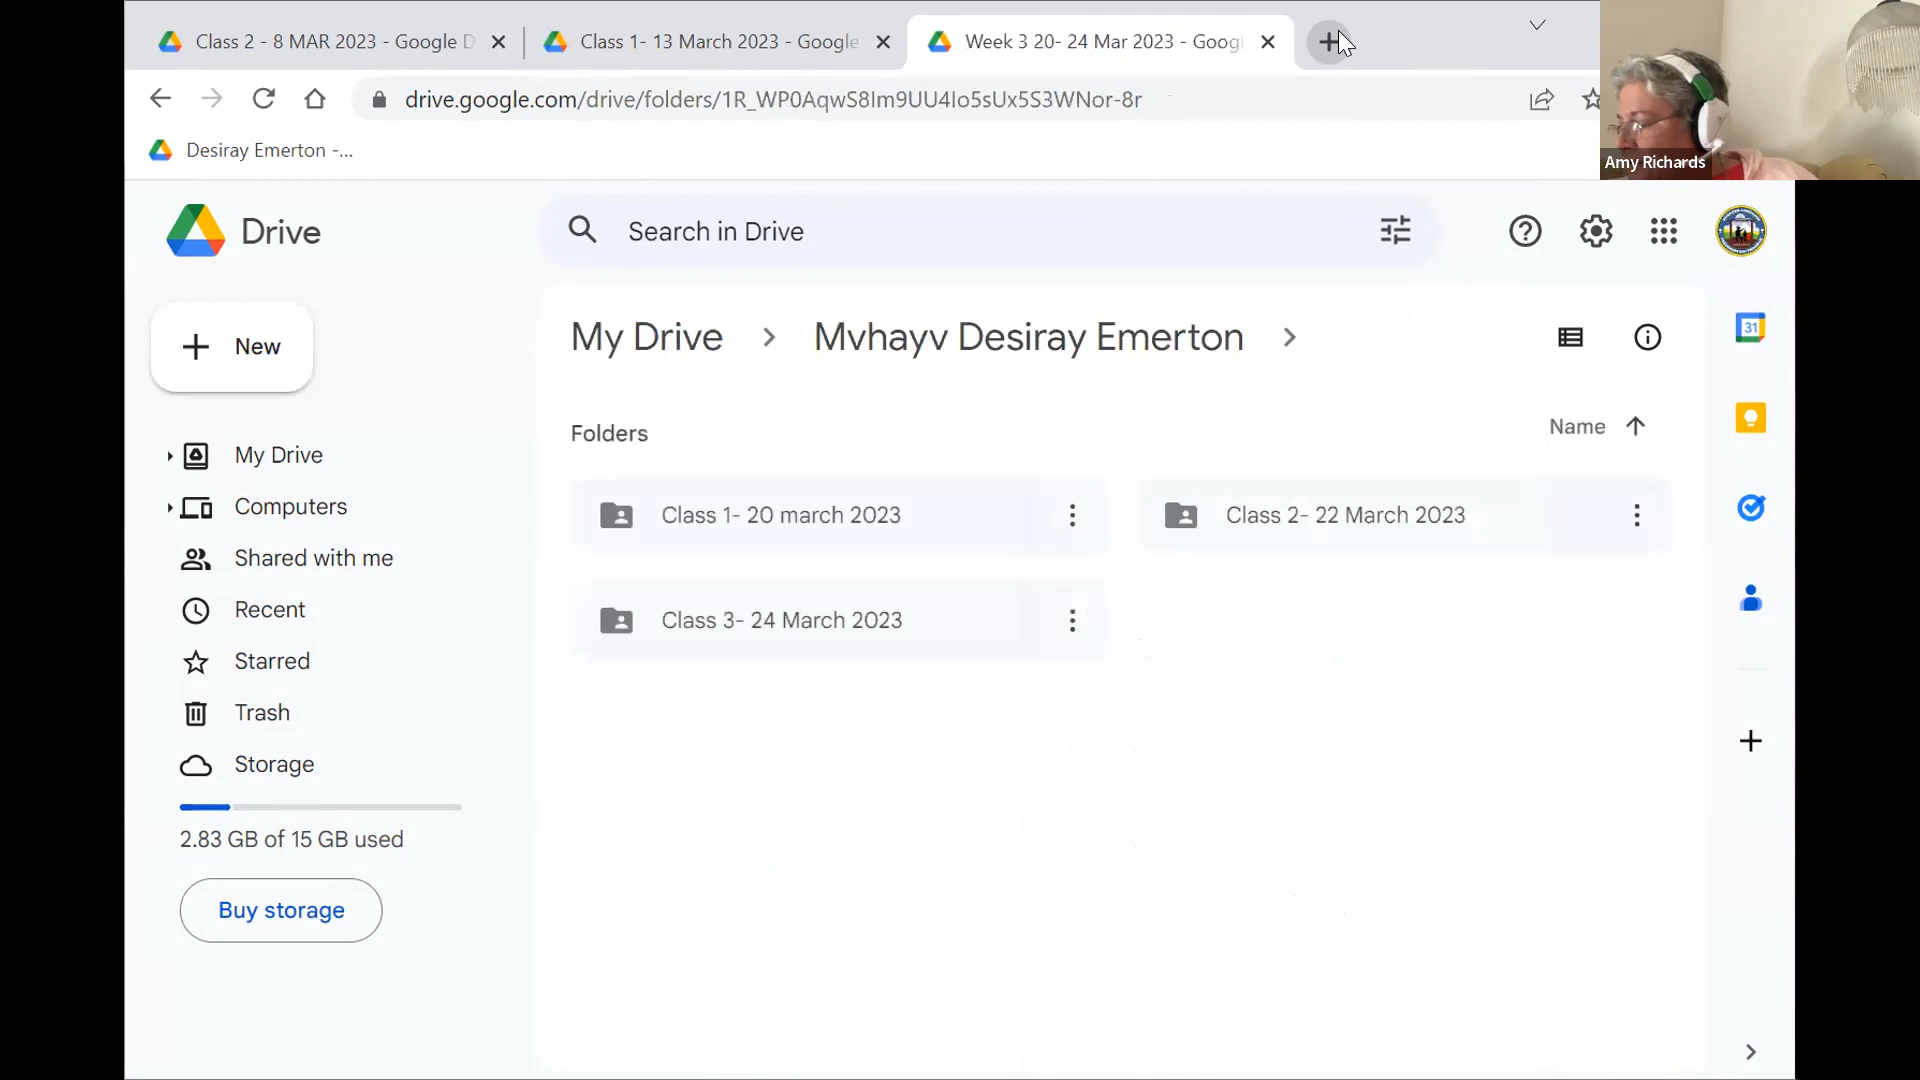 Class 2 - 8 MAR 2023 - Google D
Class 1- 13 March 2023 - Google
Week 3 20- 24 Mar 2023 - Googl
drive.google.com/drive/folders/1R_WP0AqwS8Im9UU4Io5sUx5S3WNor-8r
Desiray Emerton -...
Amy Richards
Drive
Search in Drive
New
My Drive
Computers
Shared with me
Recent
Starred
Trash
Storage
2.83 GB of 15 GB used
Buy storage
My Drive > Mvhayv Desiray Emerton >
Folders
Name
Class 1- 20 march 2023
Class 2- 22 March 2023
Class 3- 24 March 2023
31